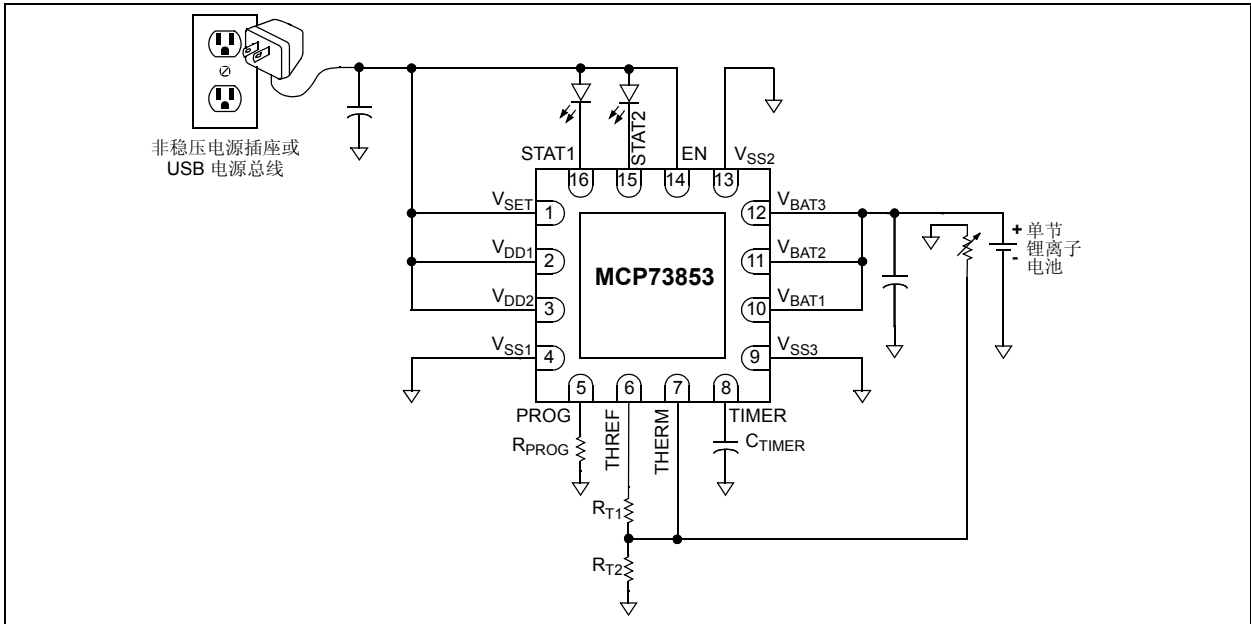 非稳压电源插座或
USB 电源总线
STAT1
STAT2
EN
VSS2
16
15
14
13
VSET
1
12
VBAT3
VDD1
2
11
VBAT2
VDD2
3
10
VBAT1
VSS1
4
9
VSS3
MCP73853
+ 单节
锂离子
- 电池
5
6
7
8
PROG
THREF
THERM
TIMER
RPROG
CTIMER
RT1
RT2